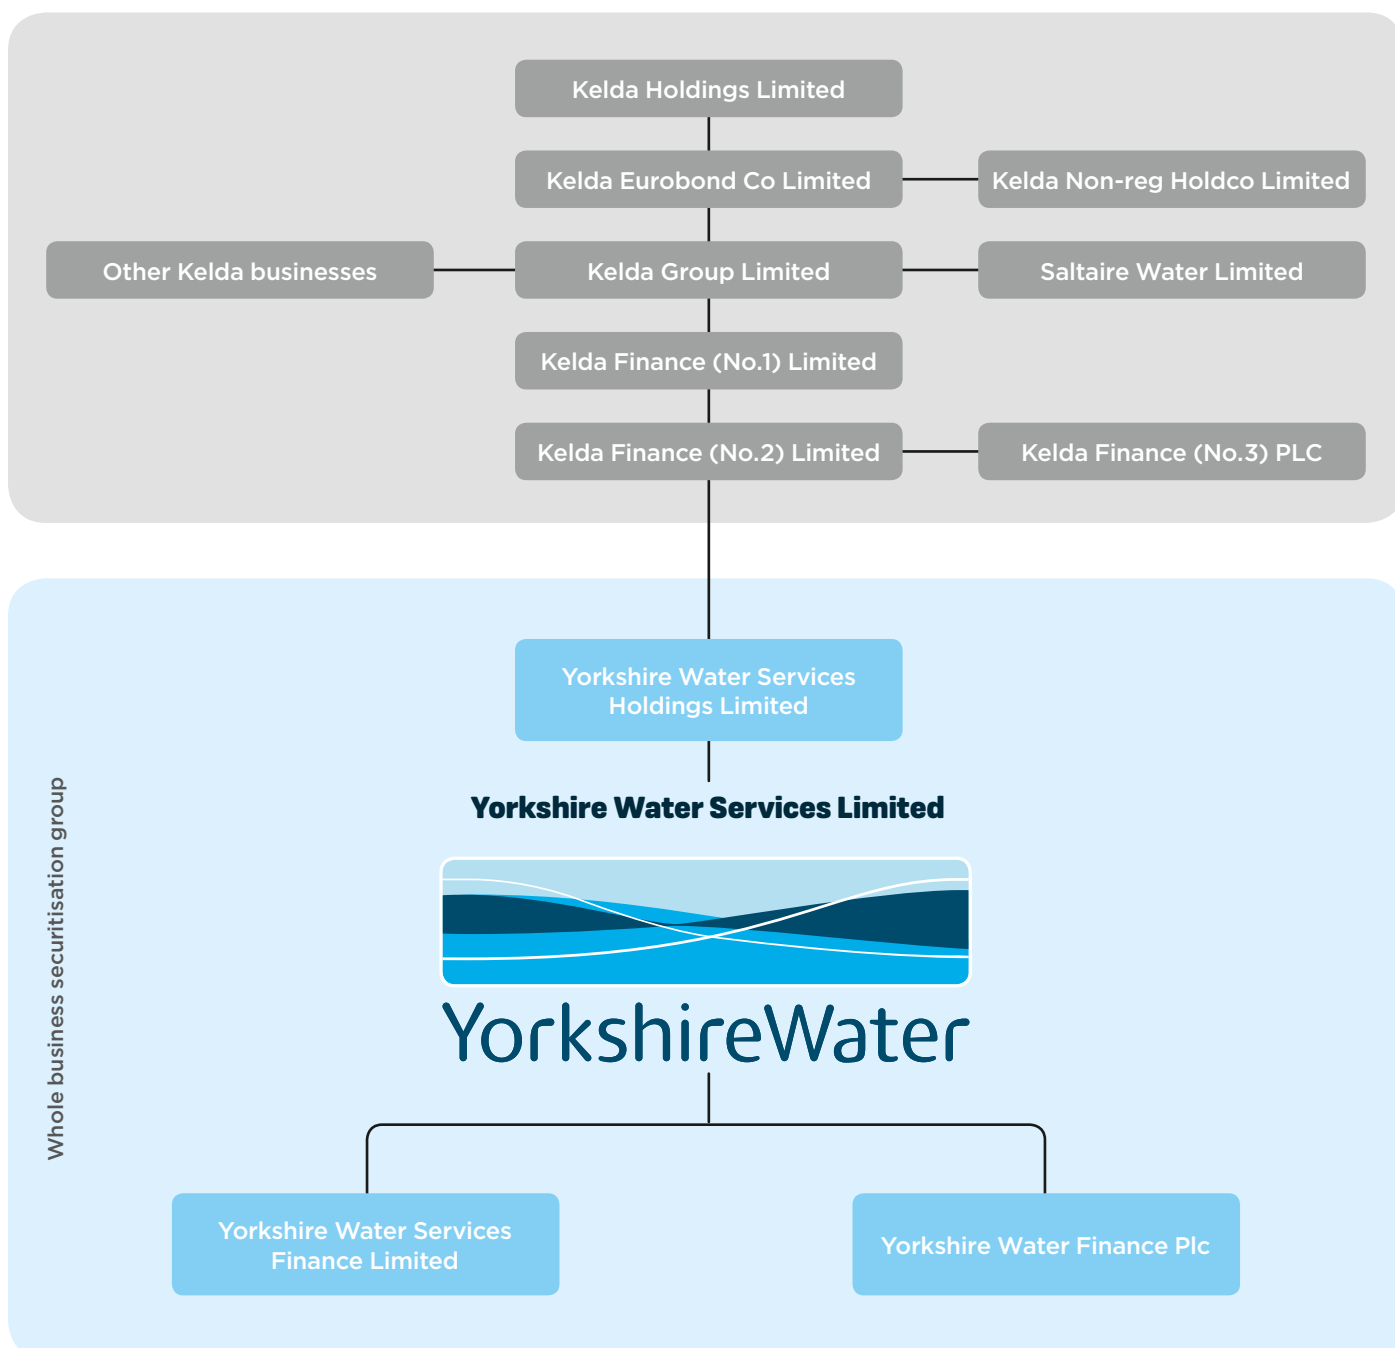 Kelda Holdings Limited
Kelda Eurobond Co Limited
Kelda Non-reg Holdco Limited
Other Kelda businesses
Kelda Group Limited
Saltaire Water Limited
Kelda Finance (No.1) Limited
Kelda Finance (No.2) Limited
Kelda Finance (No.3) PLC
Yorkshire Water Services
Holdings Limited
Yorkshire Water Services Limited
YorkshireWater
Whole business securitisation group
Yorkshire Water Services
Finance Limited
Yorkshire Water Finance Plc